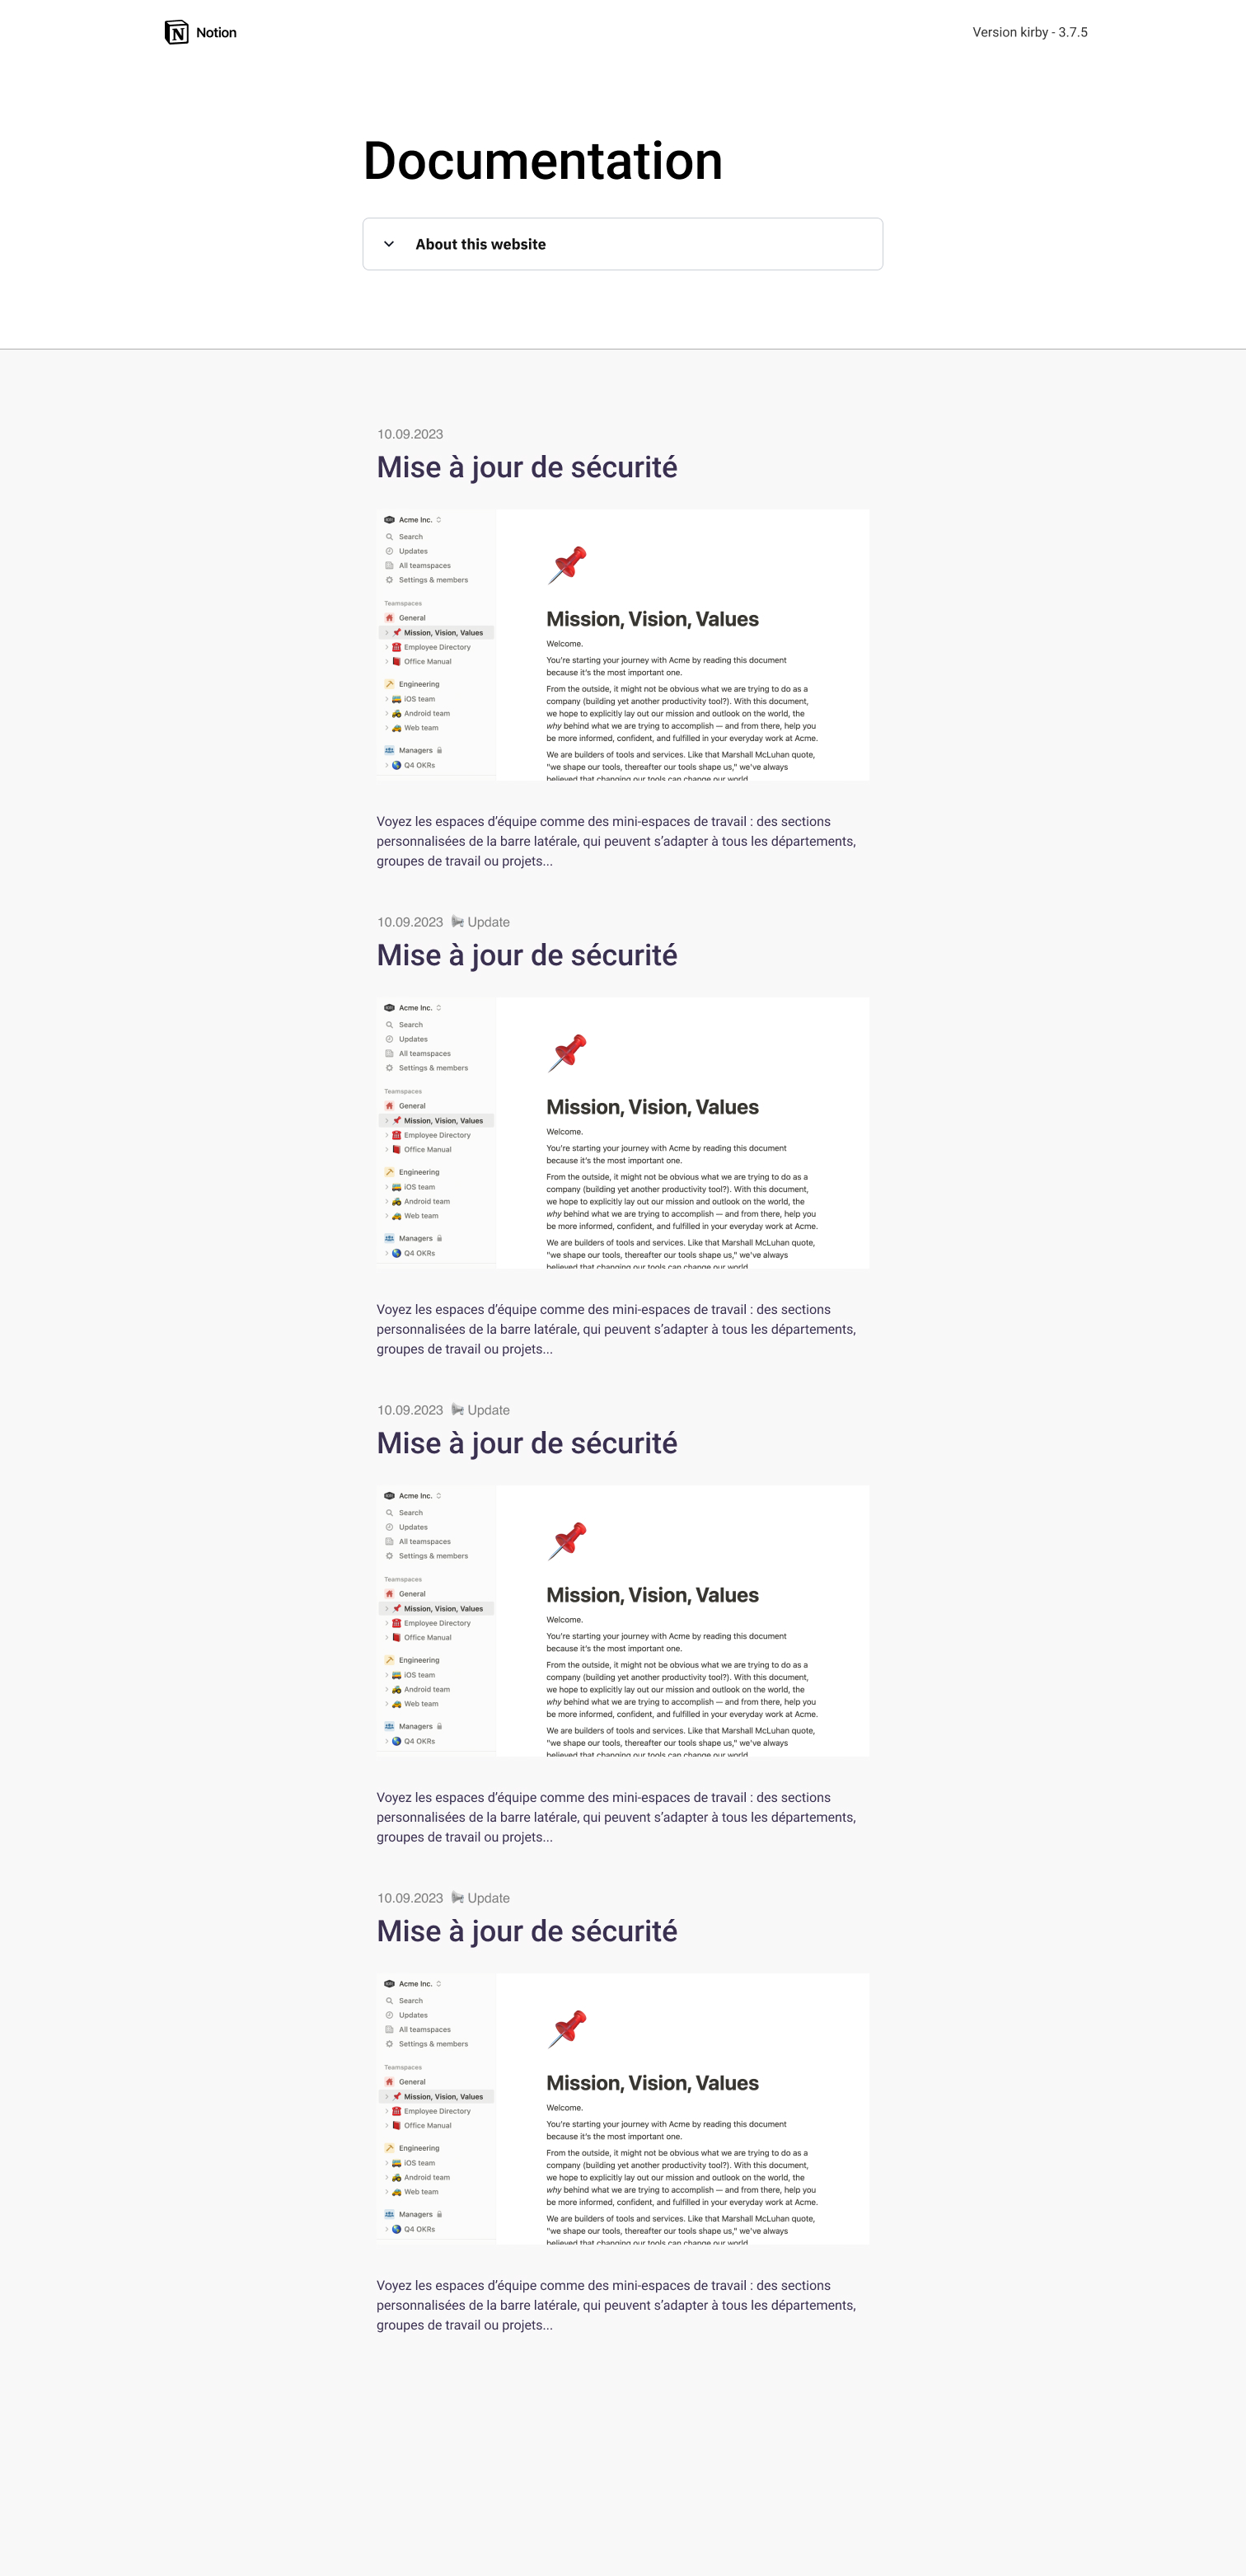 Notion
Version kirby - 3.7.5
Documentation
About this website
10.09.2023
Mise à jour de sécurité
Acme Inc.
Search
Updates
All teamspaces
Settings & members
Teamspaces
General
Mission, Vision, Values
Employee Directory
Office Manual
Engineering
iOS team
Android team
Web team
Managers
Q4 OKRs
Mission, Vision, Values
Welcome.
You're starting your journey with Acme by reading this document
because it's the most important one.
From the outside, it might not be obvious what we are trying to do as a
company (building yet another productivity tool?). With this document,
we hope to explicitly lay out our mission and outlook on the world, the
why behind what we are trying to accomplish — and from there, help you
be more informed, confident, and fulfilled in your everyday work at Acme.
We are builders of tools and services. Like that Marshall McLuhan quote,
"we shape our tools, thereafter our tools shape us," we've always
believed that changing our tools can change our world.
Voyez les espaces d’équipe comme des mini-espaces de travail : des sections
personnalisées de la barre latérale, qui peuvent s’adapter à tous les départements,
groupes de travail ou projets...
10.09.2023 Update
Mise à jour de sécurité
Acme Inc.
Search
Updates
All teamspaces
Settings & members
Teamspaces
General
Mission, Vision, Values
Employee Directory
Office Manual
Engineering
iOS team
Android team
Web team
Managers
Q4 OKRs
Mission, Vision, Values
Welcome.
You're starting your journey with Acme by reading this document
because it's the most important one.
From the outside, it might not be obvious what we are trying to do as a
company (building yet another productivity tool?). With this document,
we hope to explicitly lay out our mission and outlook on the world, the
why behind what we are trying to accomplish — and from there, help you
be more informed, confident, and fulfilled in your everyday work at Acme.
We are builders of tools and services. Like that Marshall McLuhan quote,
"we shape our tools, thereafter our tools shape us," we've always
believed that changing our tools can change our world.
Voyez les espaces d’équipe comme des mini-espaces de travail : des sections
personnalisées de la barre latérale, qui peuvent s’adapter à tous les départements,
groupes de travail ou projets...
10.09.2023 Update
Mise à jour de sécurité
Acme Inc.
Search
Updates
All teamspaces
Settings & members
Teamspaces
General
Mission, Vision, Values
Employee Directory
Office Manual
Engineering
iOS team
Android team
Web team
Managers
Q4 OKRs
Mission, Vision, Values
Welcome.
You're starting your journey with Acme by reading this document
because it's the most important one.
From the outside, it might not be obvious what we are trying to do as a
company (building yet another productivity tool?). With this document,
we hope to explicitly lay out our mission and outlook on the world, the
why behind what we are trying to accomplish — and from there, help you
be more informed, confident, and fulfilled in your everyday work at Acme.
We are builders of tools and services. Like that Marshall McLuhan quote,
"we shape our tools, thereafter our tools shape us," we've always
believed that changing our tools can change our world.
Voyez les espaces d’équipe comme des mini-espaces de travail : des sections
personnalisées de la barre latérale, qui peuvent s’adapter à tous les départements,
groupes de travail ou projets...
10.09.2023 Update
Mise à jour de sécurité
Acme Inc.
Search
Updates
All teamspaces
Settings & members
Teamspaces
General
Mission, Vision, Values
Employee Directory
Office Manual
Engineering
iOS team
Android team
Web team
Managers
Q4 OKRs
Mission, Vision, Values
Welcome.
You're starting your journey with Acme by reading this document
because it's the most important one.
From the outside, it might not be obvious what we are trying to do as a
company (building yet another productivity tool?). With this document,
we hope to explicitly lay out our mission and outlook on the world, the
why behind what we are trying to accomplish — and from there, help you
be more informed, confident, and fulfilled in your everyday work at Acme.
We are builders of tools and services. Like that Marshall McLuhan quote,
"we shape our tools, thereafter our tools shape us," we've always
believed that changing our tools can change our world.
Voyez les espaces d’équipe comme des mini-espaces de travail : des sections
personnalisées de la barre latérale, qui peuvent s’adapter à tous les départements,
groupes de travail ou projets...